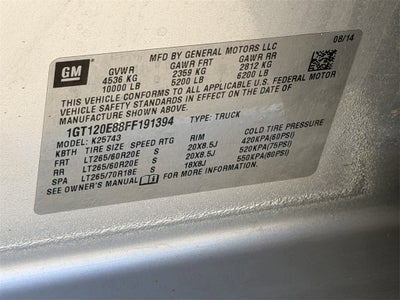 GM
MFD BY GENERAL MOTORS LLC
08/14
GVWR GAWR FRT GAWR RR
4536 KG 2359 KG 2812 KG
10000 LB 5200 LB 6200 LB
THIS VEHICLE CONFORMS TO ALL APPLICABLE U.S. FEDERAL MOTOR
VEHICLE SAFETY STANDARDS IN EFFECT ON THE DATE OF
MANUFACTURE SHOWN ABOVE.
1GT120E88FF191394 TYPE: TRUCK
MODEL: K25743
KBTH TIRE SIZE SPEED RTG RIM COLD TIRE PRESSURE
FRT LT265/60R20E S 20X8.5J 420KPA(60PSI)
RR LT265/60R20E S 20X8.5J 520KPA(75PSI)
SPA LT265/70R18E S 18X8J 550KPA(80PSI)
SEE OWNER'S MANUAL FOR MORE INFORMATION.